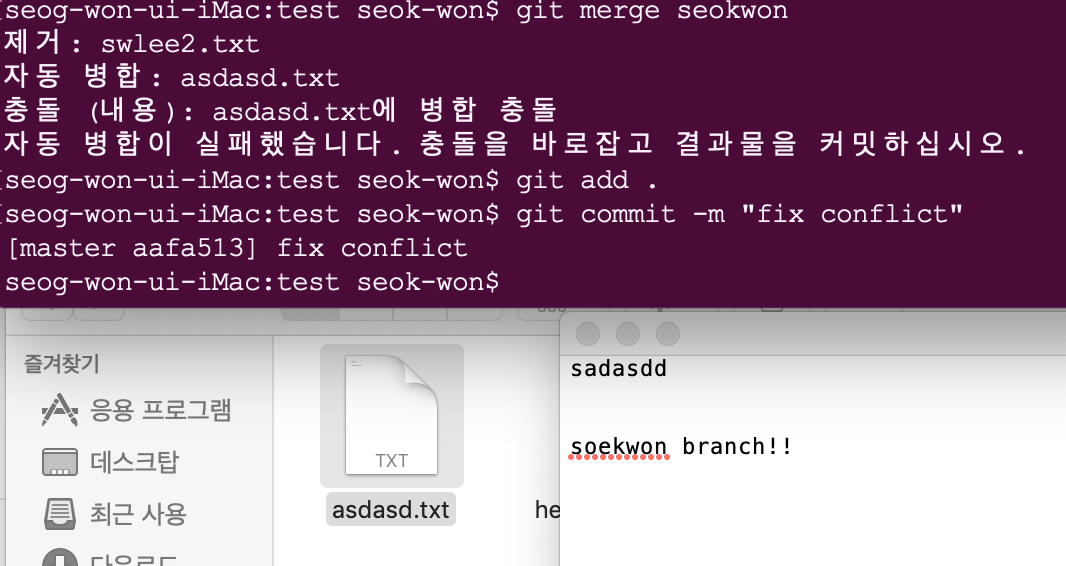 seog-won-ui-iMac:test seok-won$ git merge seokwon
제거: swlee2.txt
자동 병합: asdasd.txt
충돌 (내용): asdasd.txt에 병합 충돌
자동 병합이 실패했습니다. 충돌을 바로잡고 결과물을 커밋하십시오.
seog-won-ui-iMac:test seok-won$ git add .
seog-won-ui-iMac:test seok-won$ git commit -m "fix conflict"
[master aafa513] fix conflict
seog-won-ui-iMac:test seok-won$
즐겨찾기
응용 프로그램
데스크탑
최근 사용
다운로드
TXT
asdasd.txt
he
sadasdd
soekwon branch!!